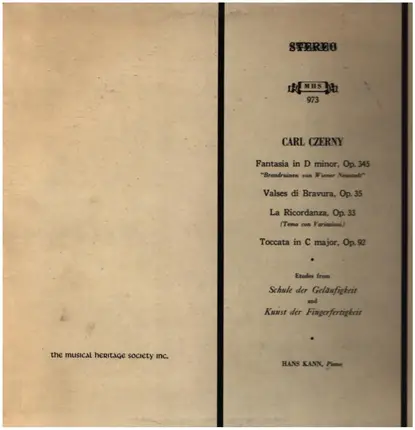 STEREO
MHS
973
CARL CZERNY
Fantasia in D minor, Op. 345
"Brandruinen von Wiener Neustadt"
Valses di Bravura, Op. 35
La Ricordanza, Op. 33
(Tema con Variazioni)
Toccata in C major, Op. 92
Etudes from
Schule der Geläufigkeit
and
Kunst der Fingerfertigkeit
HANS KANN, Piano
the musical heritage society inc.